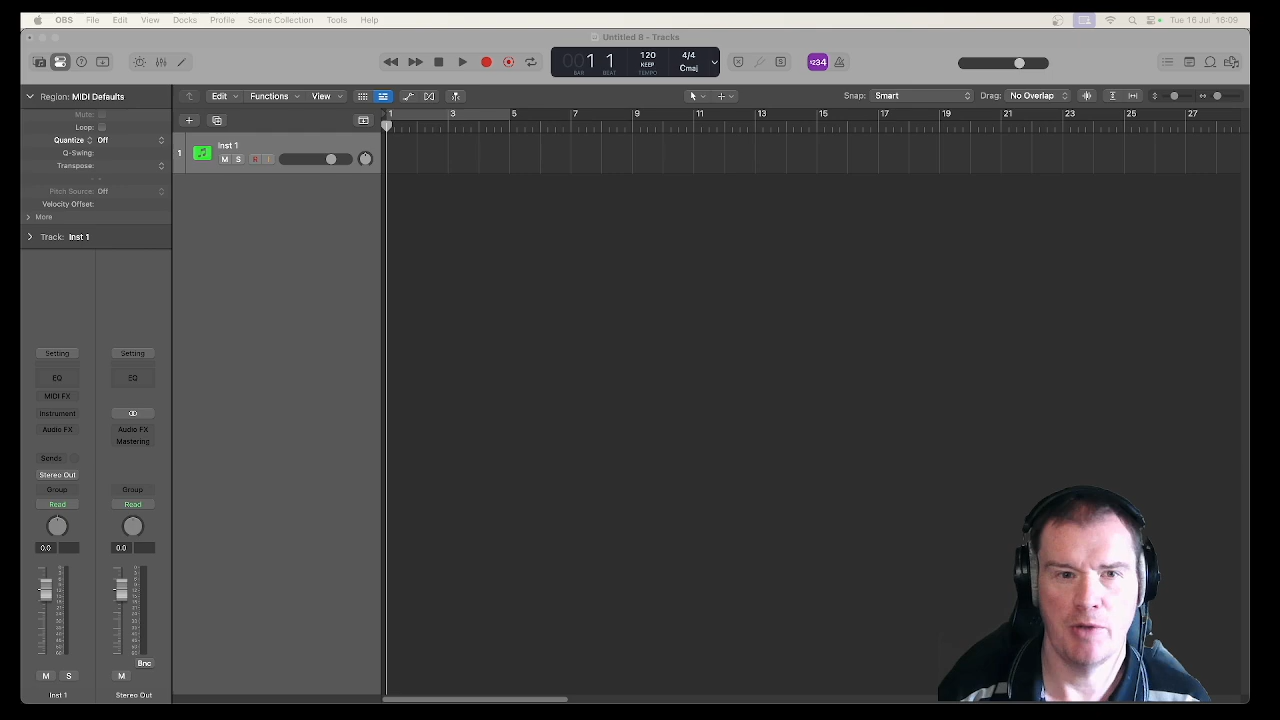 OBS File Edit View Docks Profile Scene Collection Tools Help Tue 16 Jul 16:09
Untitled 8 - Tracks
001 1 120 4/4
KEEP Cmaj
BAR BEAT TEMPO
1234
Region: MIDI Defaults
Edit Functions View Snap: Smart Drag: No Overlap
Mute:
Loop:
Quantize Off
Q-Swing:
Transpose:
Pitch Source: Off
Velocity Offset:
More
Track: Inst 1
1 3 5 7 9 11 13 15 17 19 21 23 25 27
1 Inst 1
M S R I
Setting Setting
EQ EQ
MIDI FX
Instrument
Audio FX Audio FX
Mastering
Sends
Stereo Out
Group Group
Read Read
0.0 0.0
Bnc
M S M
Inst 1 Stereo Out